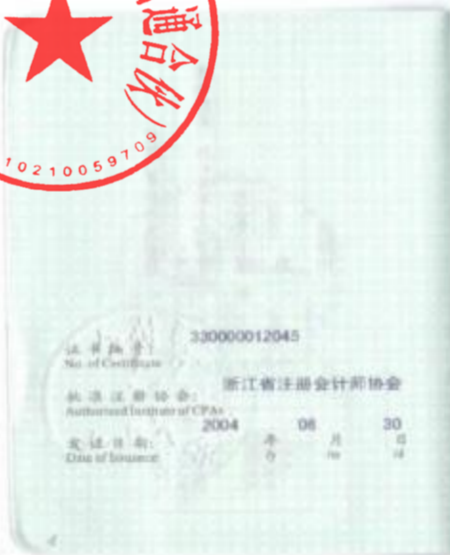 通合伙)
10210059709
证书编号:
330000012045
No. of Certificate
批准注册协会:
浙江省注册会计师协会
Authorized Institute of CPAs
发证日期:
2004 年 06 月 30 日
Date of Issuance